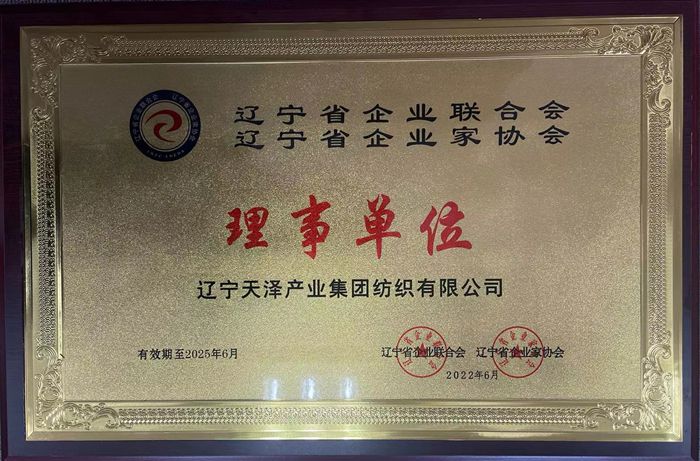 辽宁省企业联合会
辽宁省企业家协会
理事单位
辽宁天泽产业集团纺织有限公司
有效期至2025年6月
辽宁省企业联合会 辽宁省企业家协会
2022年6月